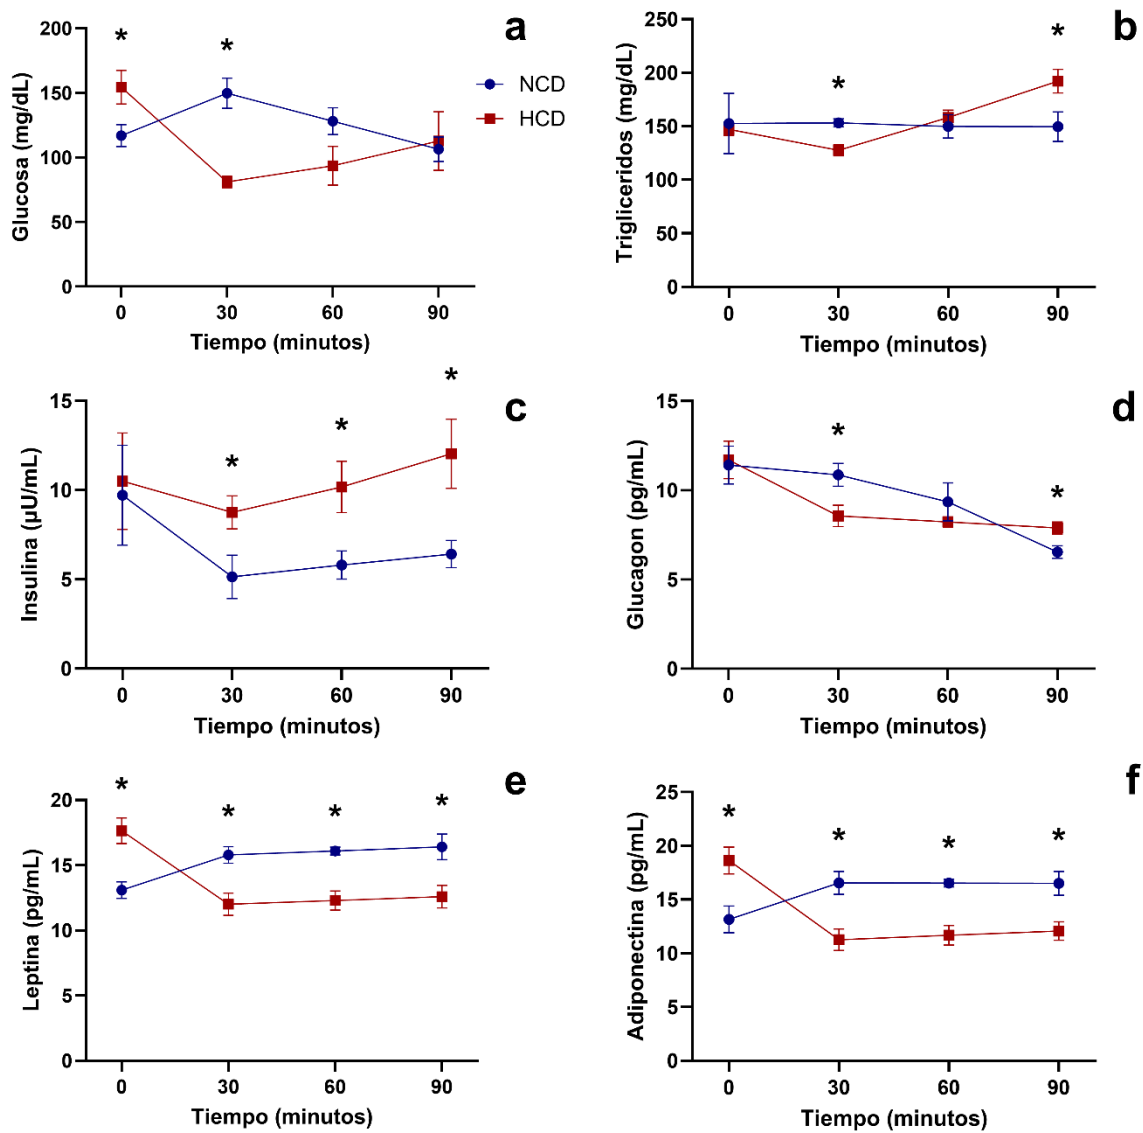 a
Glucosa (mg/dL)
200
150
100
50
0
* *
NCD
HCD
0 30 60 90
Tiempo (minutos)
b
Trigliceridos (mg/dL)
250
200
150
100
50
0
* *
0 30 60 90
Tiempo (minutos)
c
Insulina (µU/mL)
15
10
5
0
* * *
0 30 60 90
Tiempo (minutos)
d
Glucagon (pg/mL)
15
10
5
0
* *
0 30 60 90
Tiempo (minutos)
e
Leptina (pg/mL)
20
15
10
5
0
* * * *
0 30 60 90
Tiempo (minutos)
f
Adiponectina (pg/mL)
25
20
15
10
5
0
* * * *
0 30 60 90
Tiempo (minutos)